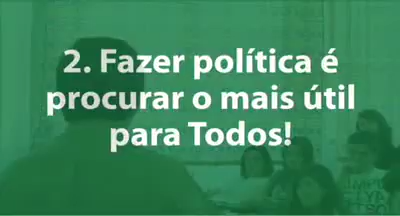 2. Fazer política é
procurar o mais útil
para Todos!